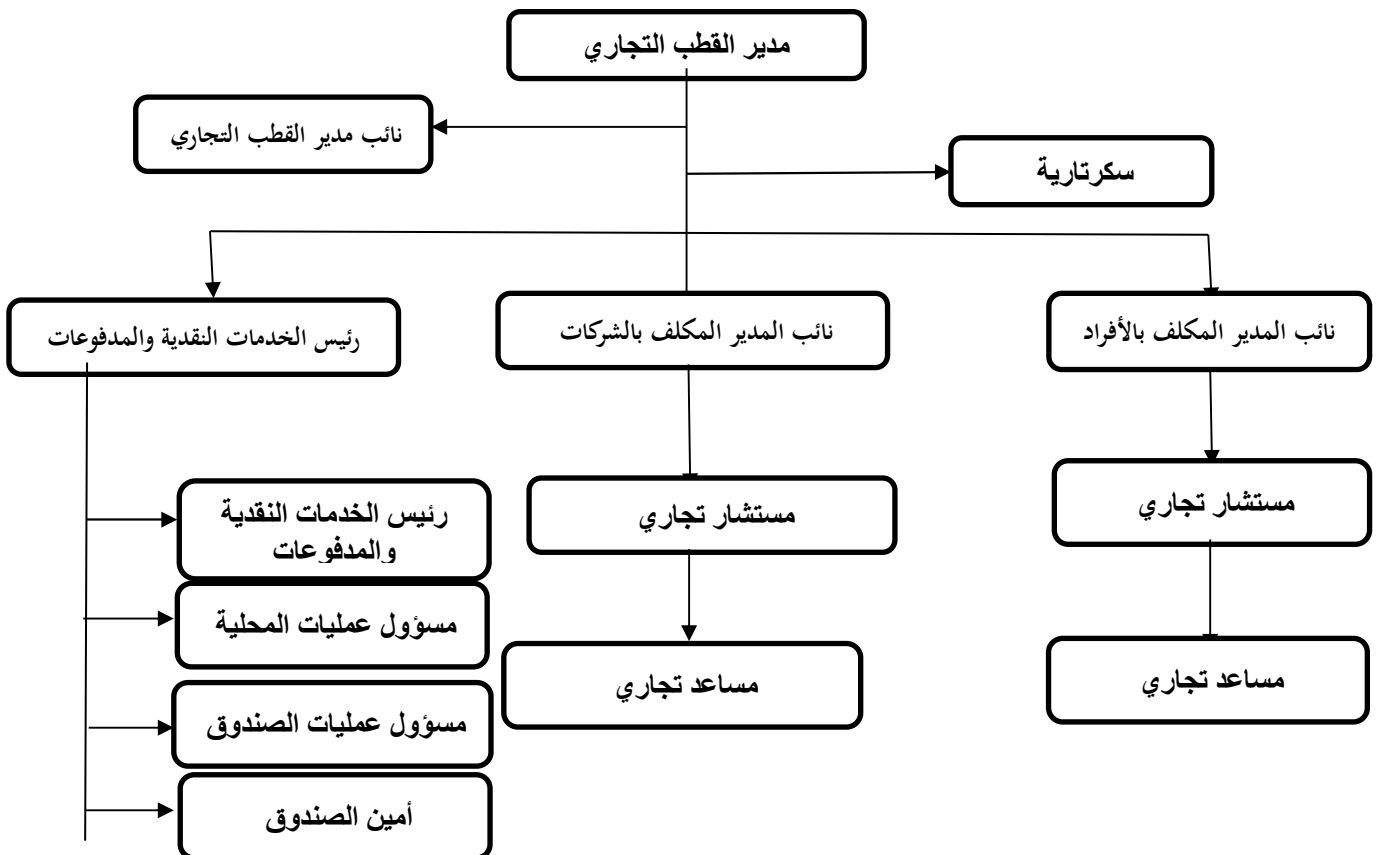 مدير القطب التجاري
نائب مدير القطب التجاري
سكرتارية
نائب المدير المكلف بالأفراد
نائب المدير المكلف بالشركات
رئيس الخدمات النقدية والمدفوعات
مستشار تجاري
مستشار تجاري
رئيس الخدمات النقدية
والمدفوعات
مسؤول عمليات المحلية
مساعد تجاري
مساعد تجاري
مسؤول عمليات الصندوق
أمين الصندوق